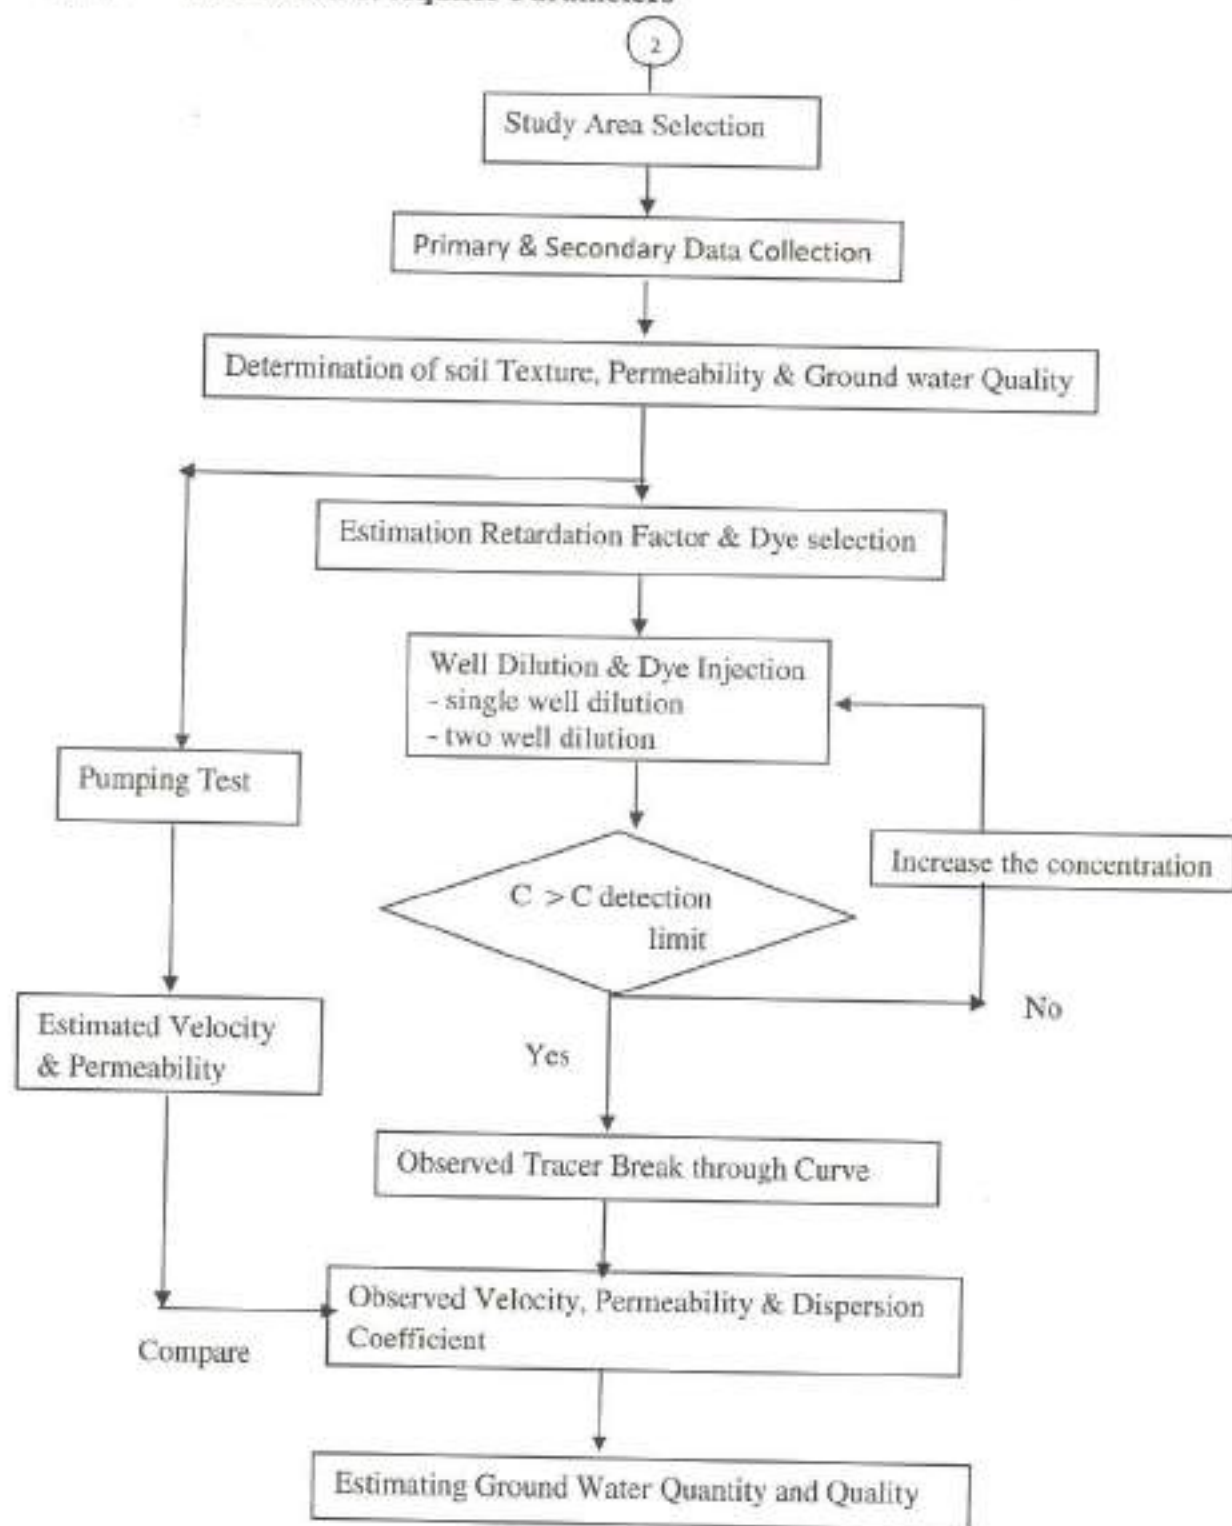 Parameters
2
Study Area Selection
Primary & Secondary Data Collection
Determination of soil Texture, Permeability & Ground water Quality
Estimation Retardation Factor & Dye selection
Well Dilution & Dye Injection
- single well dilution
- two well dilution
Pumping Test
Increase the concentration
C > C detection
limit
No
Estimated Velocity
& Permeability
Yes
Observed Tracer Break through Curve
Observed Velocity, Permeability & Dispersion
Coefficient
Compare
Estimating Ground Water Quantity and Quality